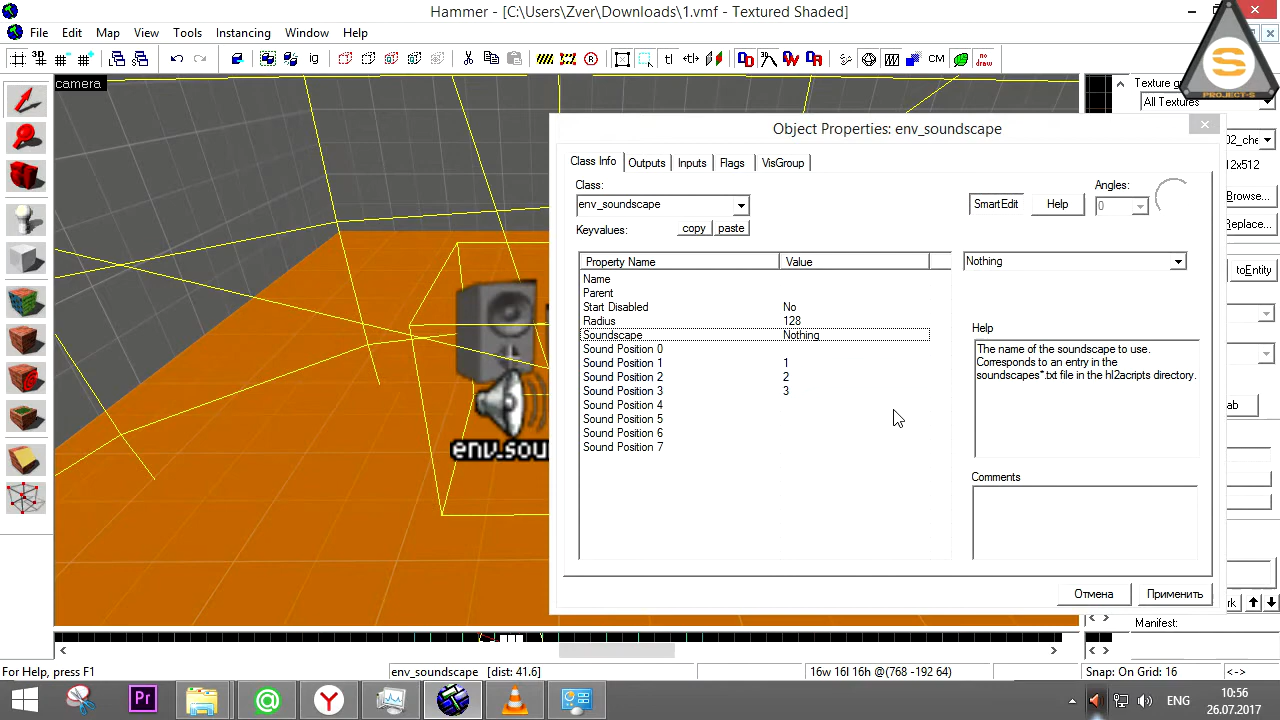 Hammer - [C:\Users\Zver\Downloads\1.vmf - Textured Shaded]
File Edit Map View Tools Instancing Window Help
camera
Texture g
All Textures
S
PROJECT-S
Object Properties: env_soundscape
Class Info Outputs Inputs Flags VisGroup
Class:
env_soundscape
SmartEdit Help
Angles:
0
Keyvalues: copy paste
Property Name Value
Nothing
Name
Parent
Start Disabled No
Radius 128
Soundscape Nothing
Sound Position 0
Sound Position 1 1
Sound Position 2 2
Sound Position 3 3
Sound Position 4
Sound Position 5
Sound Position 6
Sound Position 7
Help
The name of the soundscape to use.
Corresponds to an entry in the
soundscapes*.txt file in the hl2acripts directory.
Comments
Отмена Применить
02_che
12x512
Browse...
Replace...
toEntity
ab
rk
Manifest:
env_soun
For Help, press F1
env_soundscape [dist: 41.6]
16w 16l 16h @(768 -192 64)
Snap: On Grid: 16
<->
Pr
ENG
10:56
26.07.2017